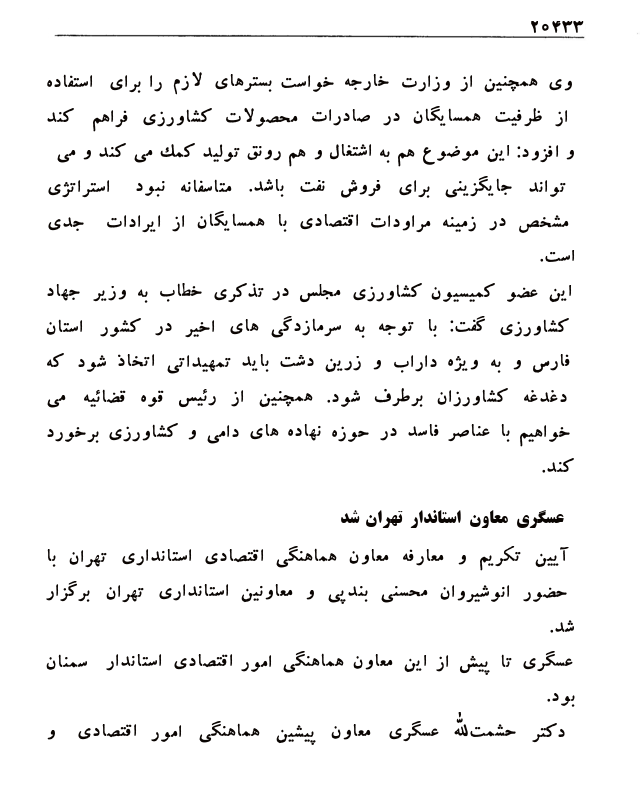 ۲۰۴۳۳
وی همچنین از وزارت خارجه خواست بسترهای لازم را برای استفاده
از ظرفیت همسایگان در صادرات محصولات کشاورزی فراهم کند
و افزود: این موضوع هم به اشتغال و هم رونق تولید کمك می کند و می
تواند جایگزینی برای فروش نفت باشد. متاسفانه نبود استراتژی
مشخص در زمینه مراودات اقتصادی با همسایگان از ایرادات جدی
است.
این عضو کمیسیون کشاورزی مجلس در تذکری خطاب به وزیر جهاد
کشاورزی گفت: با توجه به سرمازدگی های اخیر در کشور استان
فارس و به ویژه داراب و زرین دشت باید تمهیداتی اتخاذ شود که
دغدغه کشاورزان برطرف شود. همچنین از رئیس قوه قضائیه می
خواهیم با عناصر فاسد در حوزه نهاده های دامی و کشاورزی برخورد
کند.
عسگری معاون استاندار تهران شد
آیین تکریم و معارفه معاون هماهنگی اقتصادی استانداری تهران با
حضور انوشیروان محسنی بندپی و معاونین استانداری تهران برگزار
شد.
عسگری تا پیش از این معاون هماهنگی امور اقتصادی استاندار سمنان
بود.
دکتر حشمت‌الله عسگری معاون پیشین هماهنگی امور اقتصادی و